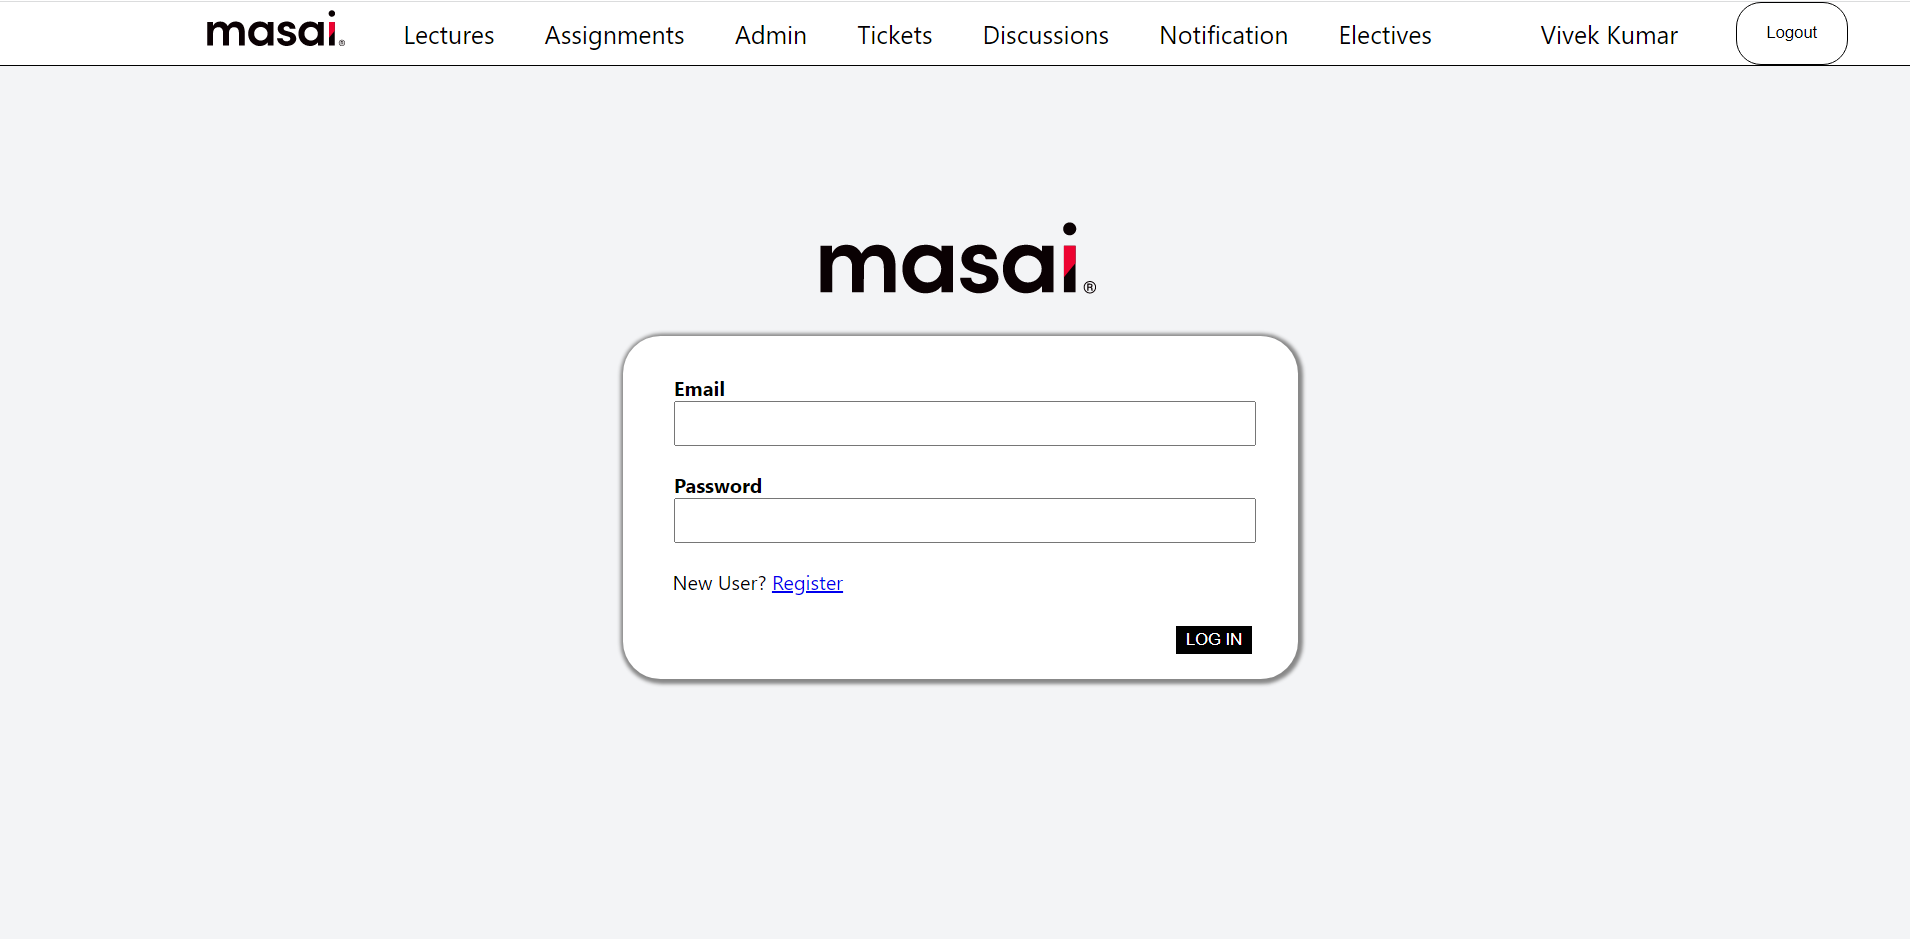 masai® Lectures Assignments Admin Tickets Discussions Notification Electives Vivek Kumar Logout
masai®
Email
Password
New User? Register
LOG IN